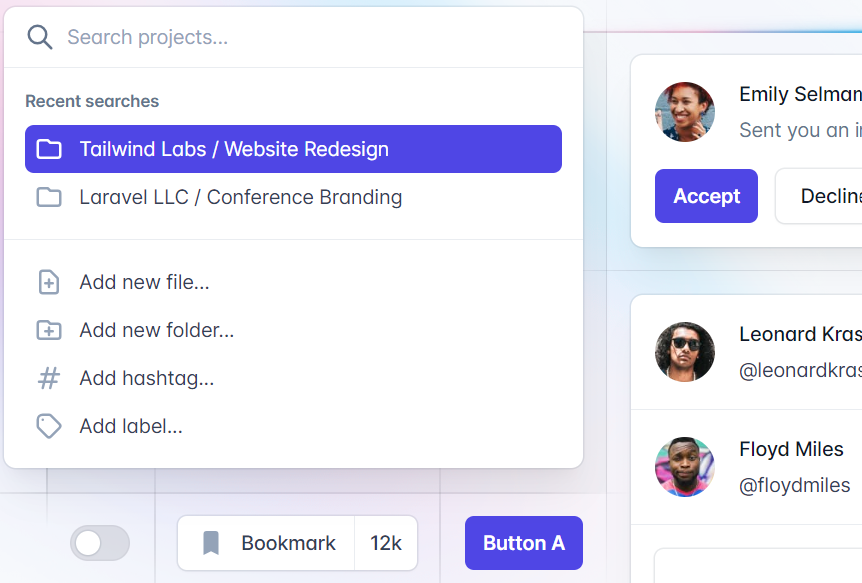 Search projects...
Recent searches
Tailwind Labs / Website Redesign
Laravel LLC / Conference Branding
Add new file...
Add new folder...
Add hashtag...
Add label...
Bookmark 12k
Button A
Emily Selman
Sent you an
Accept
Decline
Leonard Kras
@leonardkras
Floyd Miles
@floydmiles